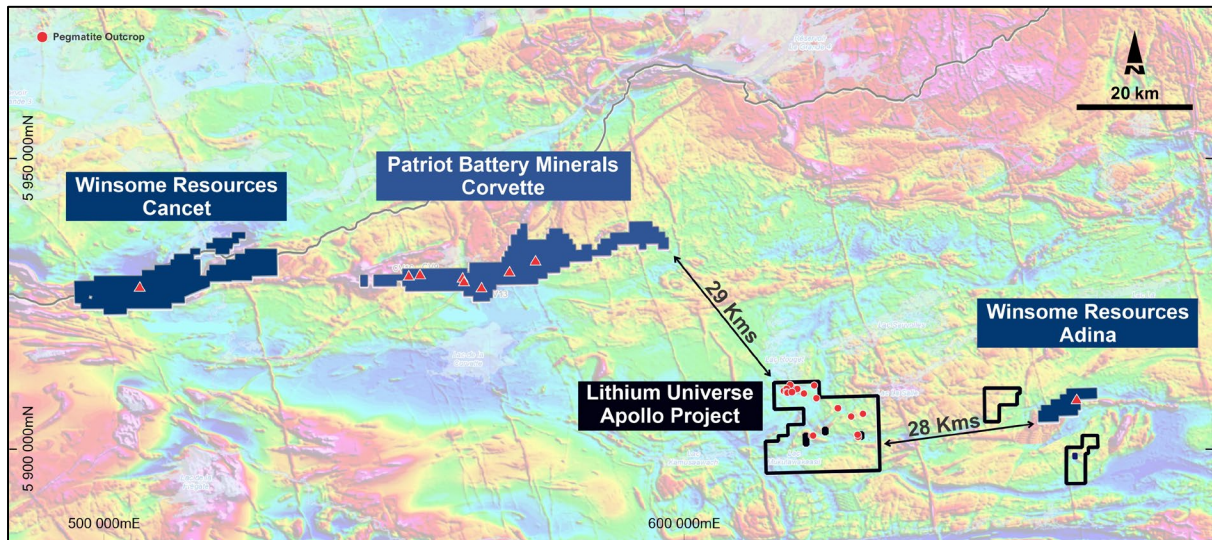 Pegmatite Outcrop
N
20 km
5 950 000mN
Patriot Battery Minerals
Corvette
Winsome Resources
Cancet
29 Kms
Winsome Resources
Adina
Lithium Universe
Apollo Project
28 Kms
5 900 000mN
500 000mE
600 000mE